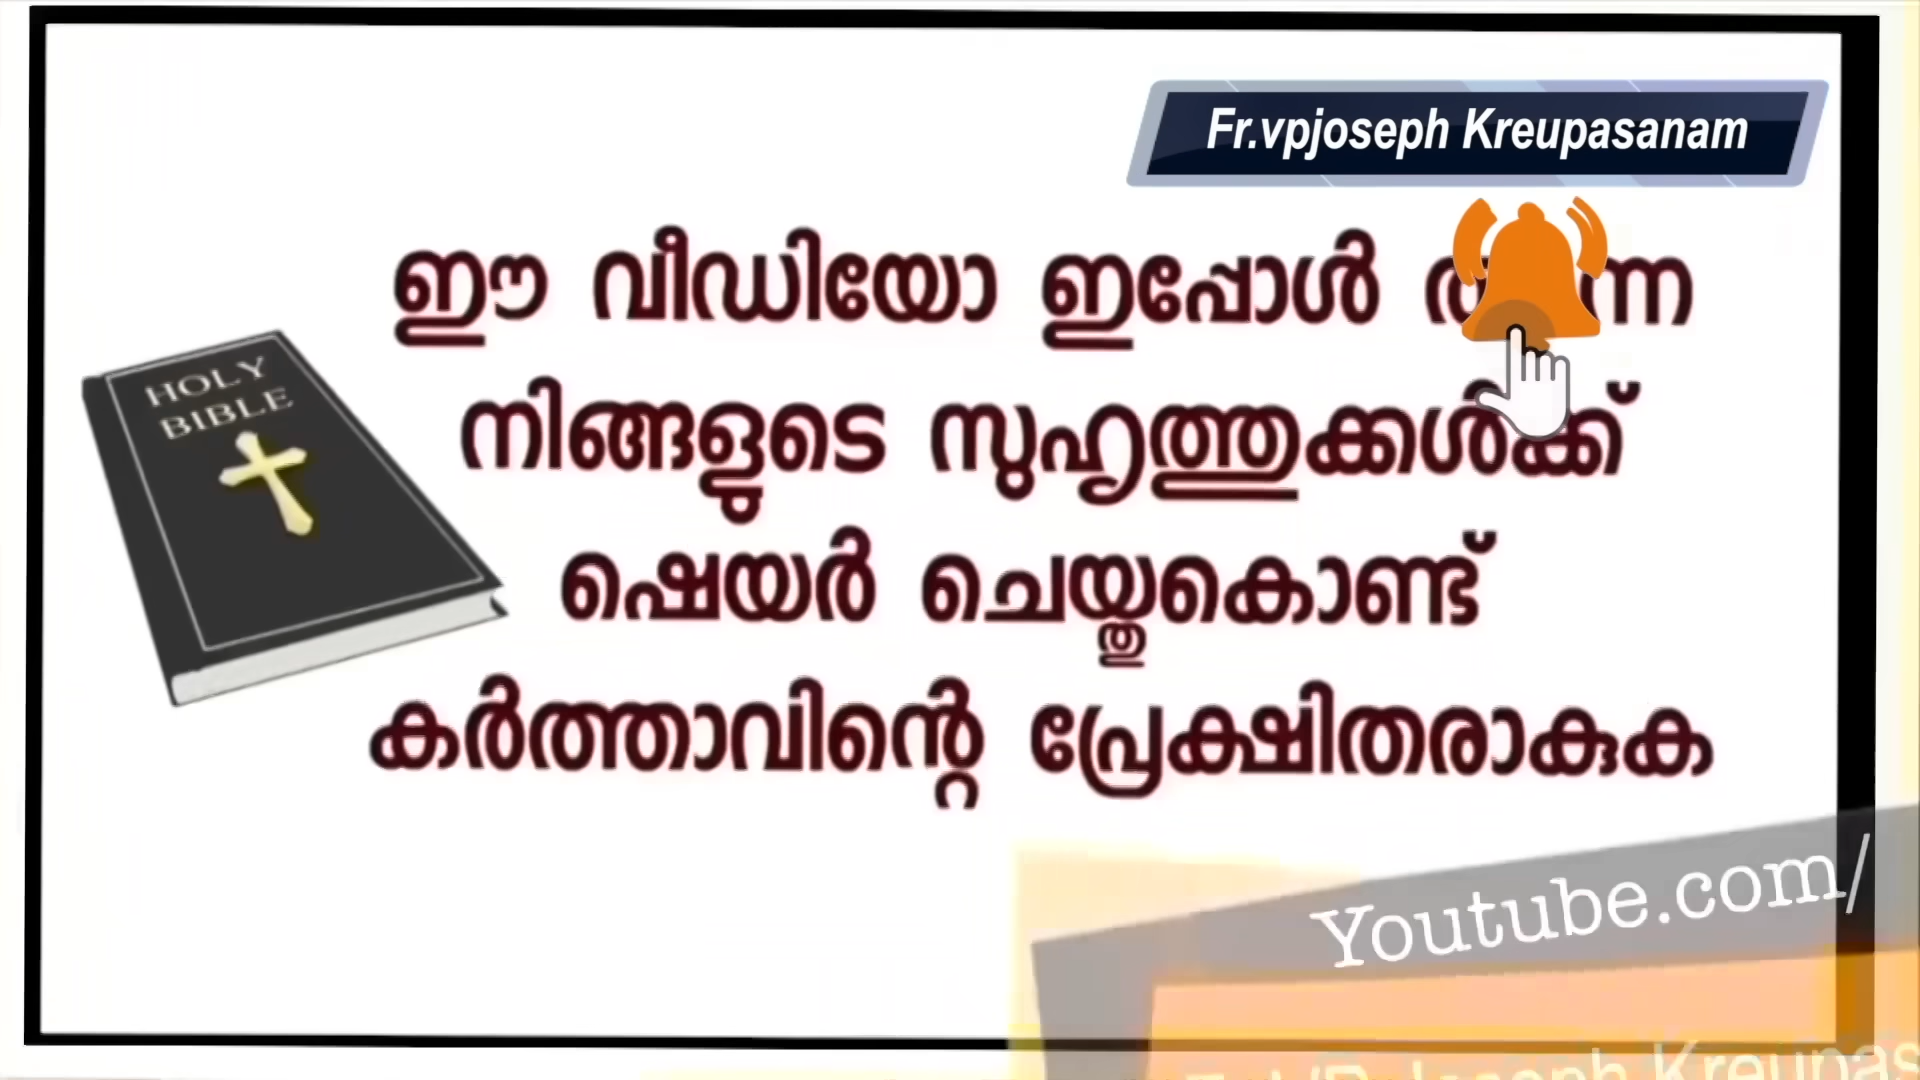 Fr.vpjoseph Kreupasanam
ഈ വീഡിയോ ഇപ്പോൾ
നിങ്ങളുടെ സുഹൃത്തുക്കൾക്ക്
ഷെയർ ചെയ്തുകൊണ്ട്
കർത്താവിന്റെ പ്രേക്ഷിതരാകുക
HOLY
BIBLE
Youtube.com/